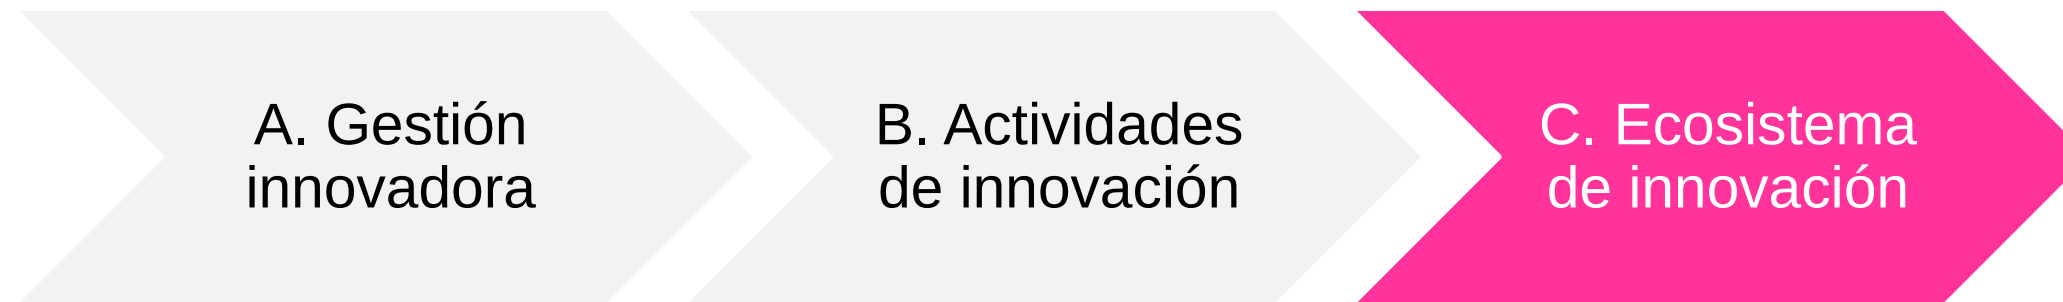 A. Gestión
innovadora
B. Actividades
de innovación
C. Ecosistema
de innovación